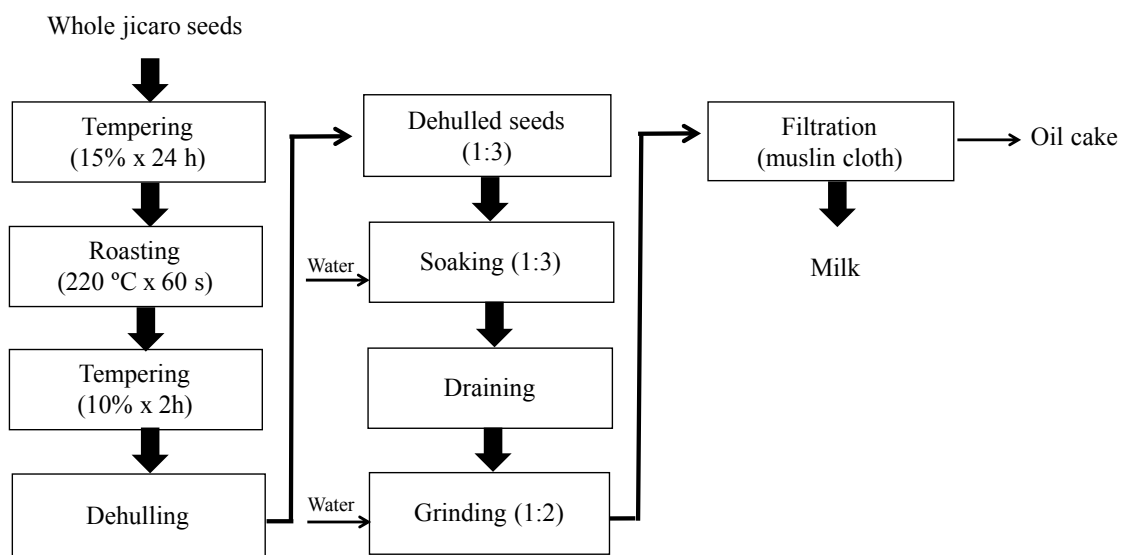 Whole jicaro seeds
Tempering
(15% x 24 h)
Roasting
(220 ºC x 60 s)
Tempering
(10% x 2h)
Dehulling
Dehulled seeds
(1:3)
Water
Soaking (1:3)
Draining
Water
Grinding (1:2)
Filtration
(muslin cloth)
Oil cake
Milk